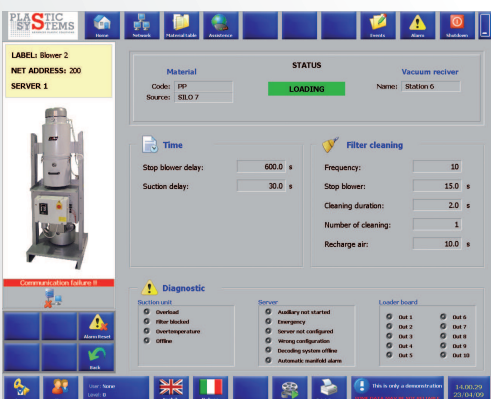 PLASTIC
SYSTEMS
Home
Network
Material table
Assistence
Events
Alarm
Shutdown
LABEL: Blower 2
NET ADDRESS: 200
SERVER 1
Communication failure !!
Alarm Reset
Back
STATUS
Material
Code: PP
Source: SILO 7
LOADING
Vacuum reciver
Name: Station 6
Time
Stop blower delay: 600.0 s
Suction delay: 30.0 s
Filter cleaning
Frequency: 10
Stop blower: 15.0 s
Cleaning duration: 2.0 s
Number of cleaning: 1
Recharge air: 10.0 s
Diagnostic
Suction unit
Overload
Filter blocked
Overtemperature
Offline
Server
Auxiliary not started
Emergency
Server not configured
Wrong configuration
Decoding system offline
Automatic manifold alarm
Loader board
Out 1
Out 2
Out 3
Out 4
Out 5
Out 6
Out 7
Out 8
Out 9
Out 10
User : None
Level : 0
This is only a demonstration
14.00.29
23/04/09